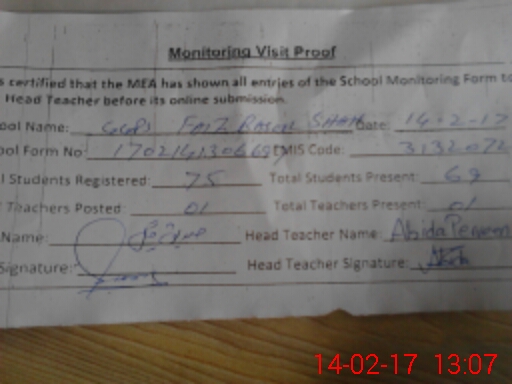 Monitoring Visit Proof
s certified that the MEA has shown all entries of the School Monitoring Form to
Head Teacher before its online submission.
ool Name: GGPS FAIZ RASOOL SHAH Date: 14-2-17
ool Form No: EMIS Code: 3132072
l Students Registered: 75 Total Students Present: 69
Teachers Posted: 01 Total Teachers Present: 01
Name: Head Teacher Name: Abida Perveen
Signature: Head Teacher Signature:
14-02-17 13:07